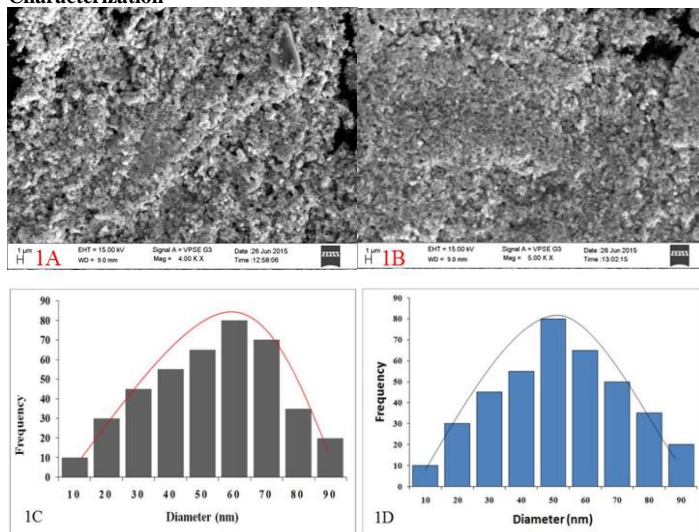 Characterization
1 µm
H
1A
EHT = 15.00 kV
WD = 9.0 mm
Signal A = VPSE G3
Mag = 4.00 K X
Date :26 Jun 2015
Time :12:58:06
ZEISS
1 µm
H
1B
EHT = 15.00 kV
WD = 9.0 mm
Signal A = VPSE G3
Mag = 5.00 K X
Date :26 Jun 2015
Time :13:02:15
ZEISS
Frequency
90
80
70
60
50
40
30
20
10
0
10 20 30 40 50 60 70 80 90
1C
Diameter (nm)
Frequency
90
80
70
60
50
40
30
20
10
0
10 20 30 40 50 60 70 80 90
1D
Diameter (nm)